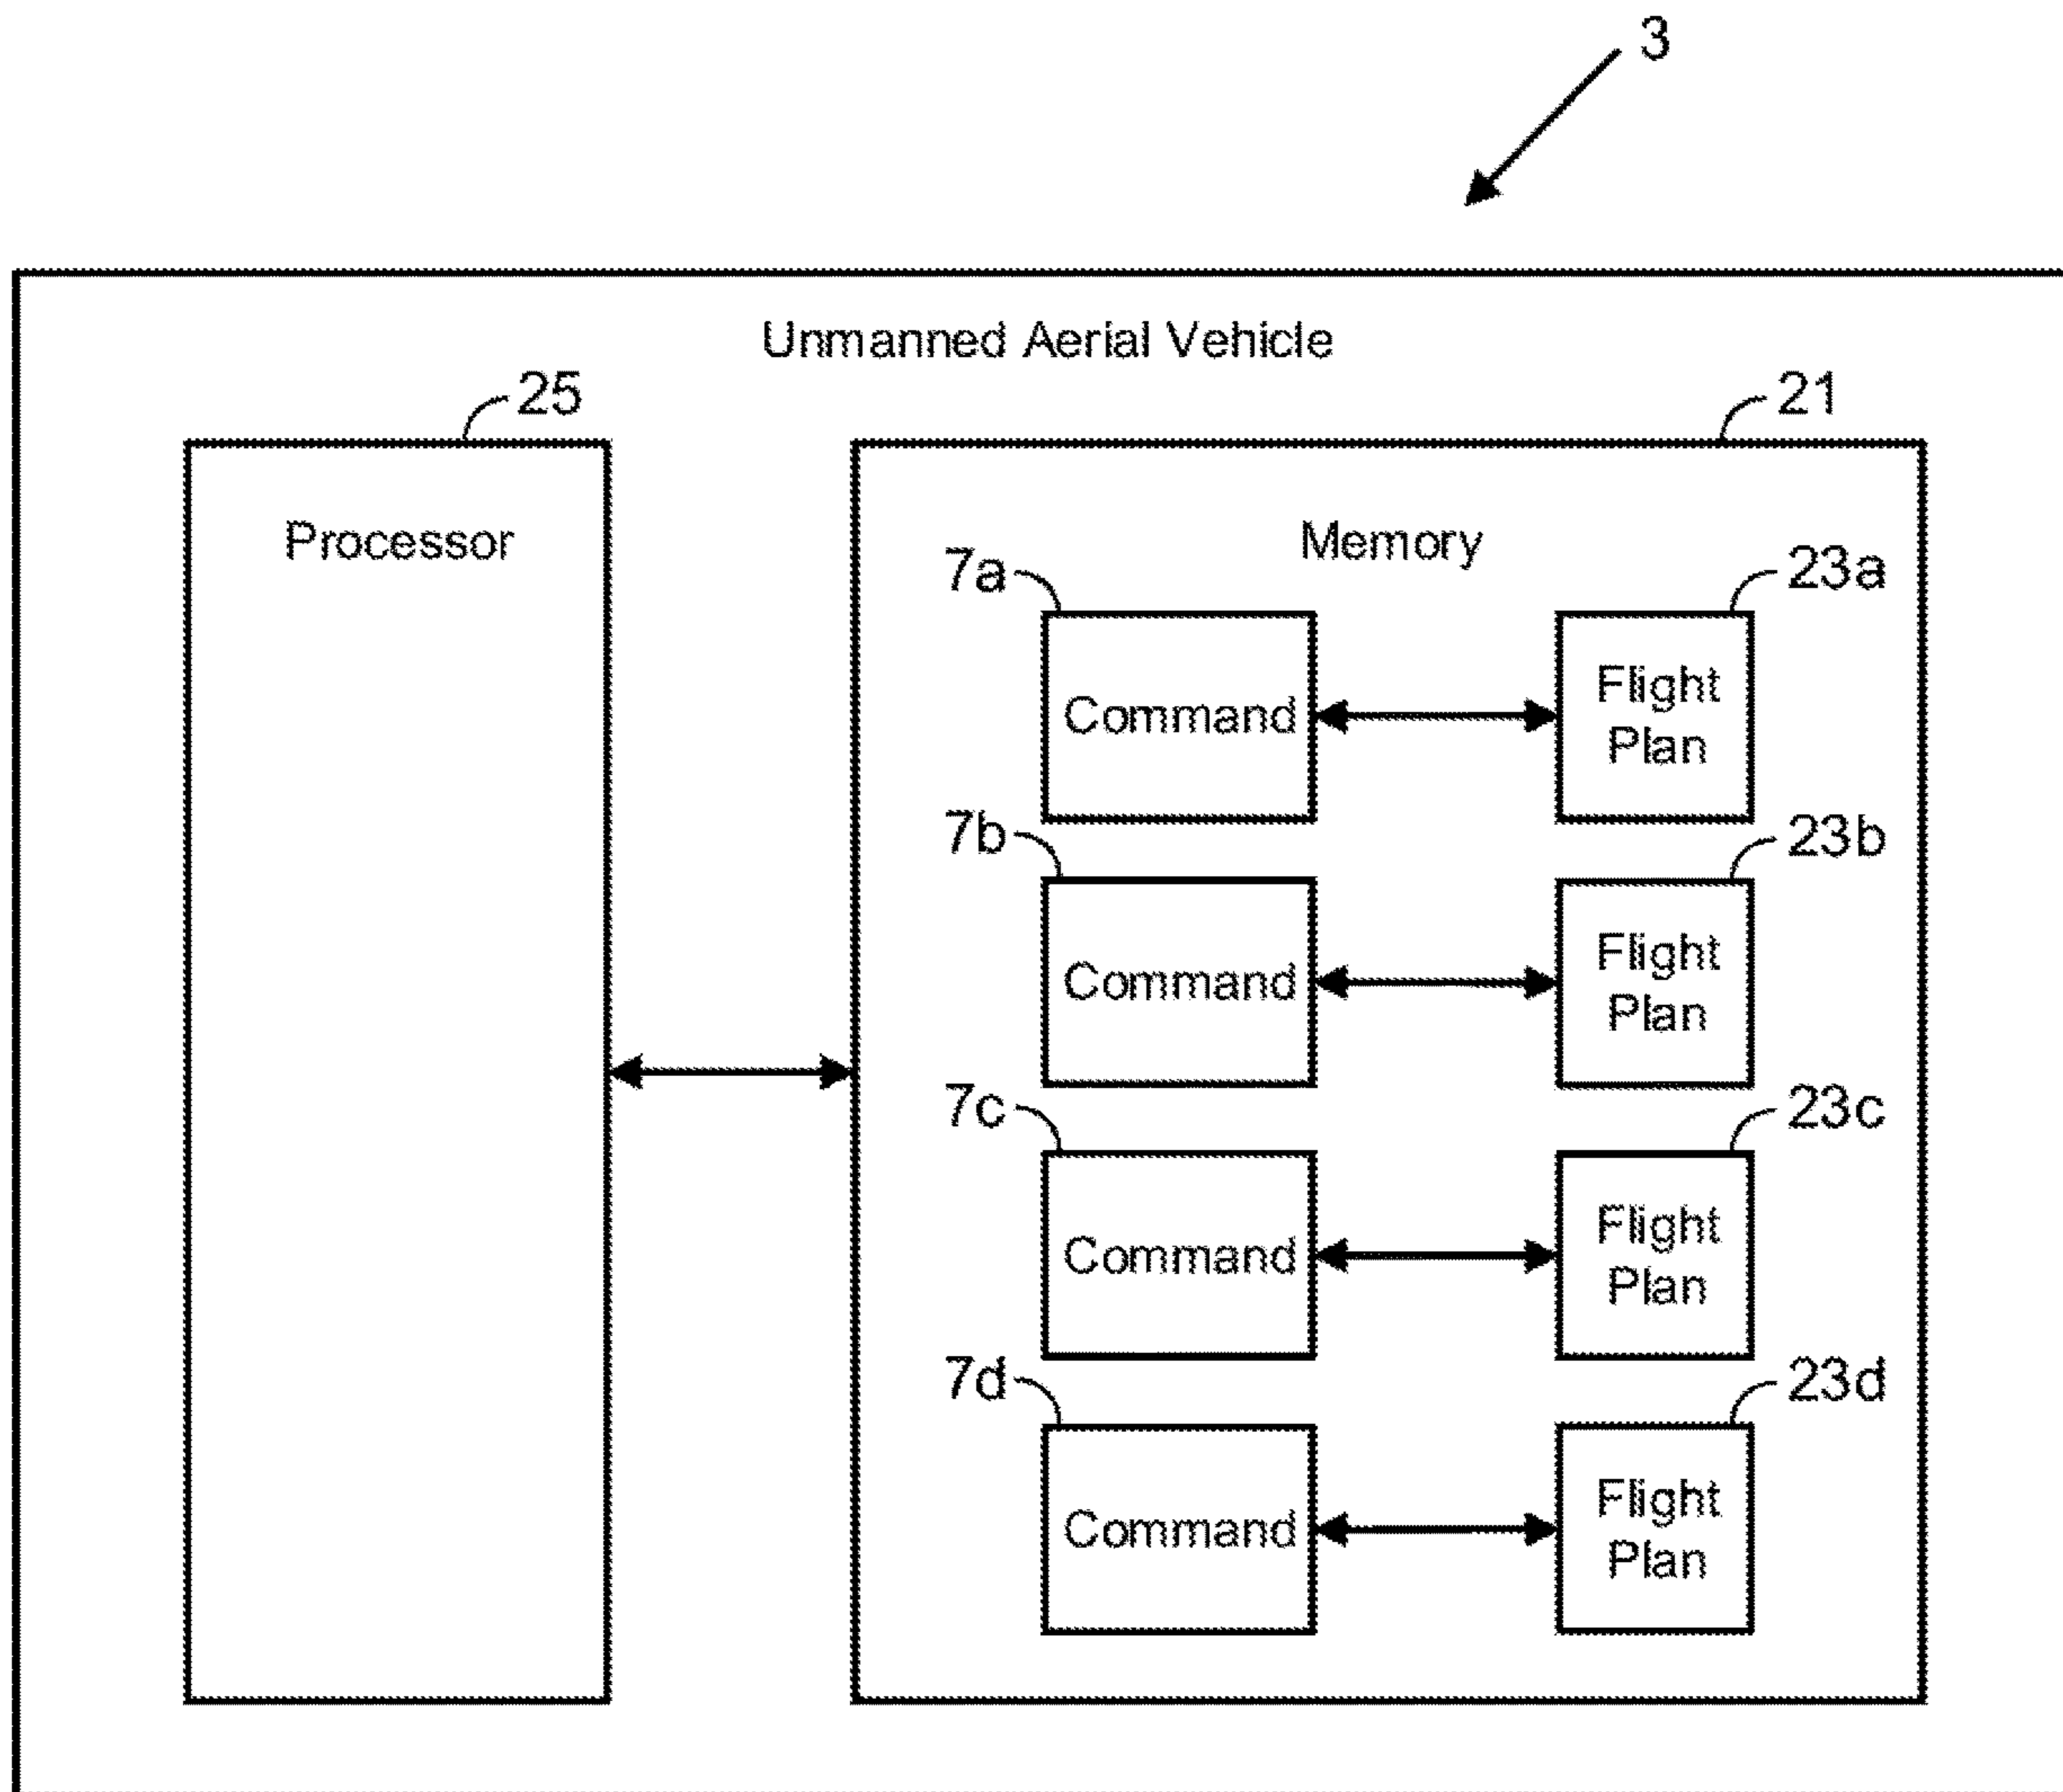 3
Unmanned Aerial Vehicle
25
21
Processor
Memory
7a
23a
Command
Flight
Plan
7b
23b
Command
Flight
Plan
7c
23c
Command
Flight
Plan
7d
23d
Command
Flight
Plan